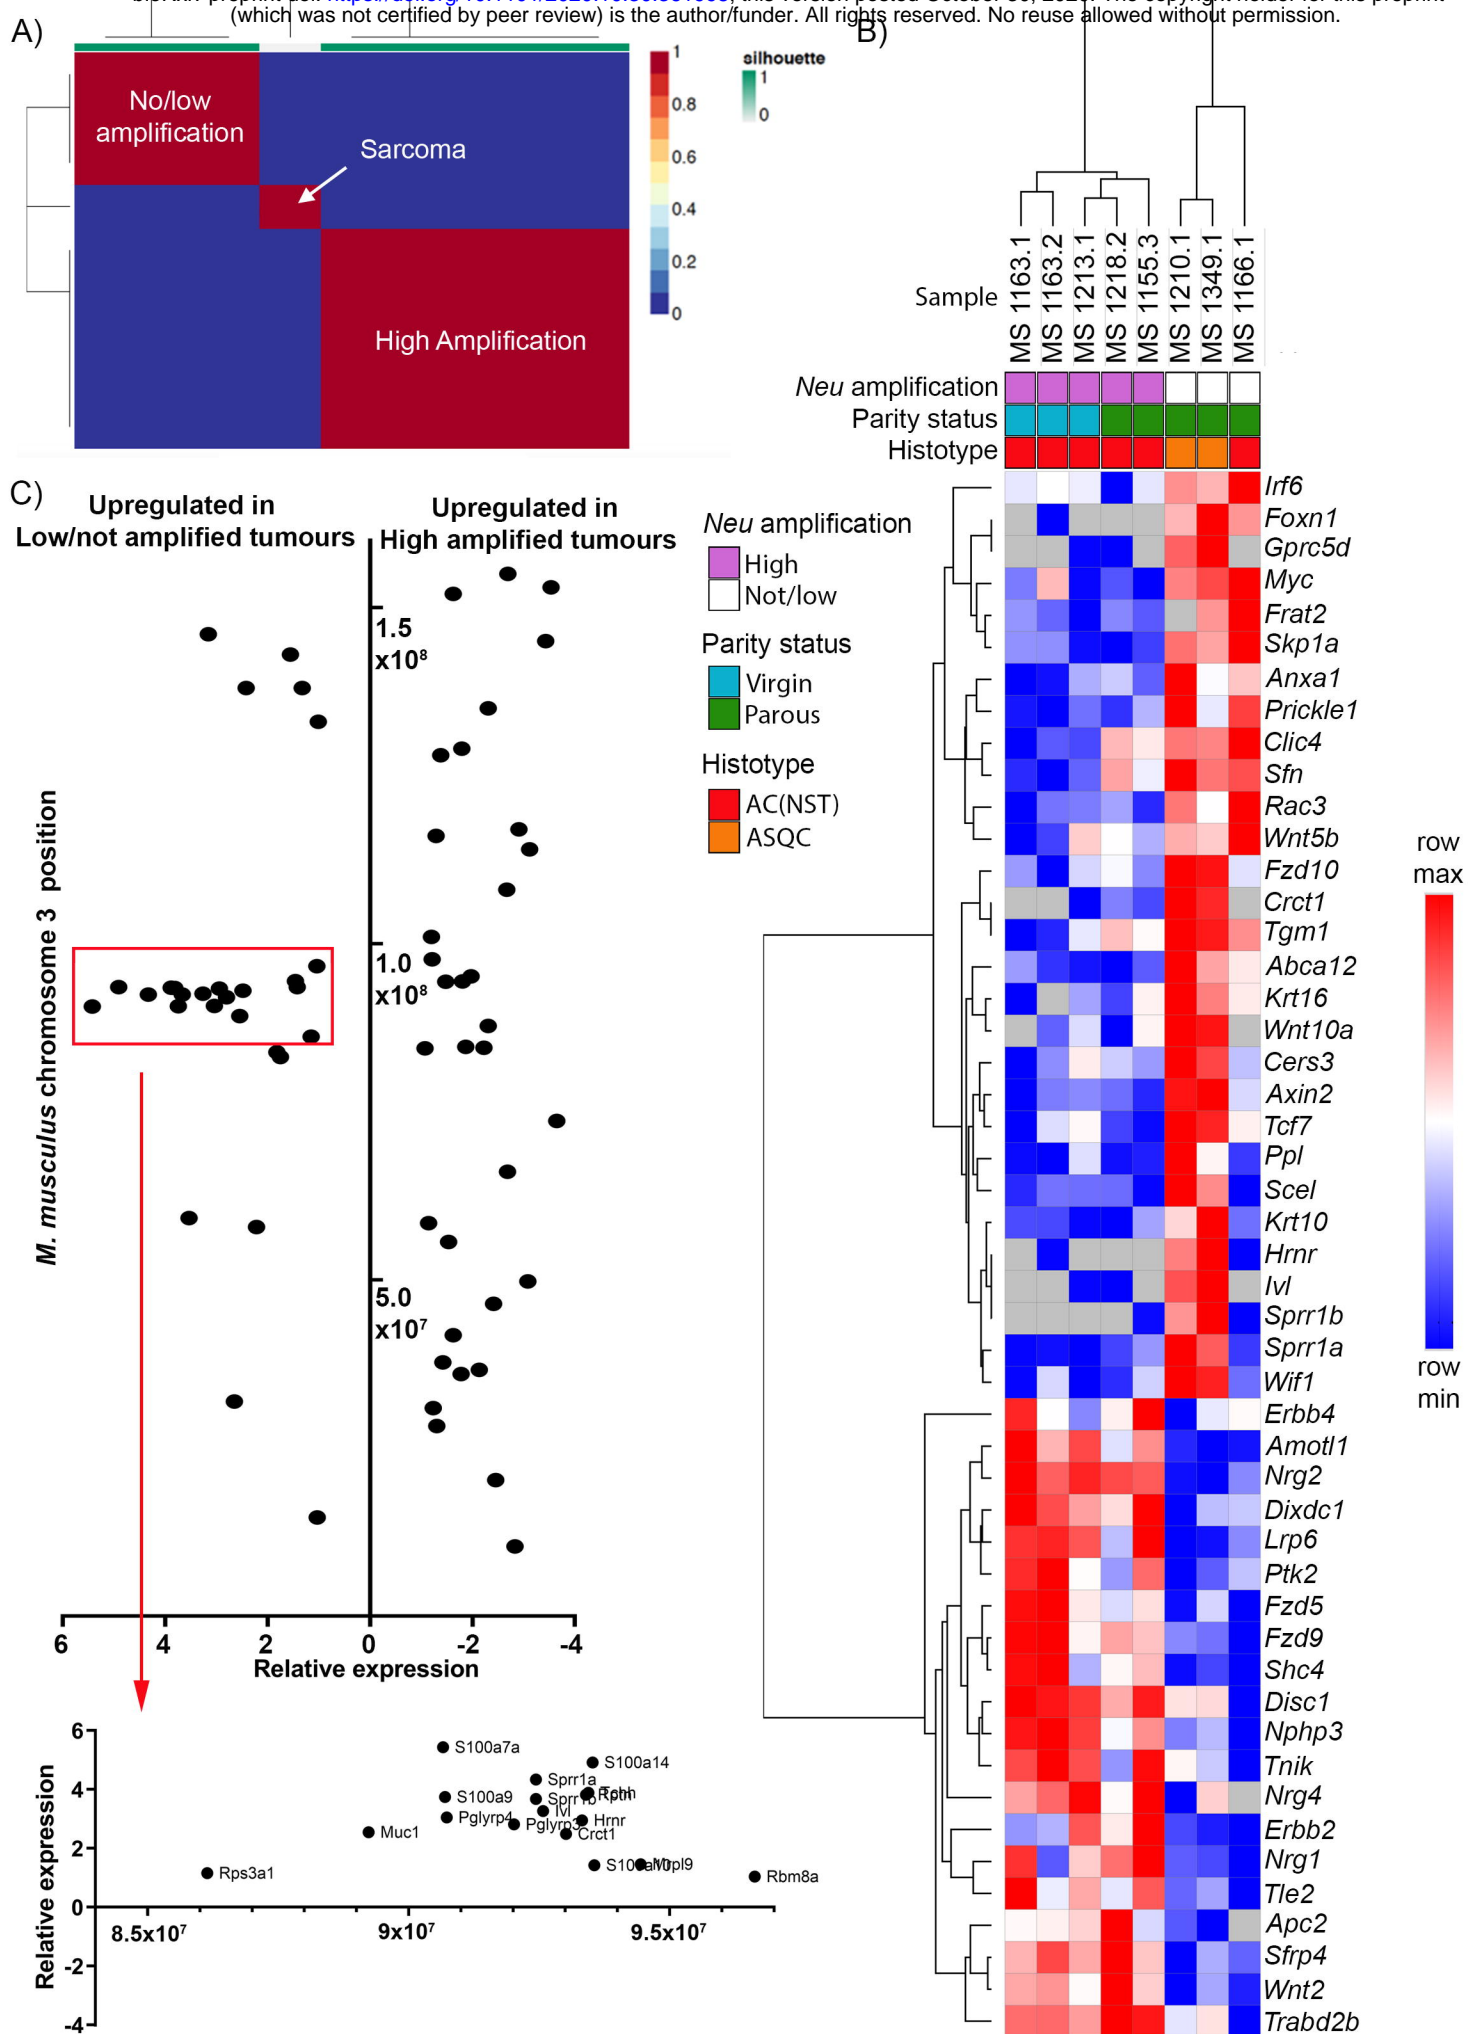 (which was not certified by peer review) is the author/funder. All rights reserved. No reuse allowed without permission.
A)
No/low
amplification
Sarcoma
High Amplification
1
0.8
0.6
0.4
0.2
0
silhouette
1
0
B)
Sample
MS 1163.1
MS 1163.2
MS 1213.1
MS 1218.2
MS 1155.3
MS 1210.1
MS 1349.1
MS 1166.1
Neu amplification
Parity status
Histotype
Irf6
Foxn1
Gprc5d
Myc
Frat2
Skp1a
Anxa1
Prickle1
Clic4
Sfn
Rac3
Wnt5b
Fzd10
Crct1
Tgm1
Abca12
Krt16
Wnt10a
Cers3
Axin2
Tcf7
Ppl
Scel
Krt10
Hrnr
Ivl
Sprr1b
Sprr1a
Wif1
Erbb4
Amotl1
Nrg2
Dixdc1
Lrp6
Ptk2
Fzd5
Fzd9
Shc4
Disc1
Nphp3
Tnik
Nrg4
Erbb2
Nrg1
Tle2
Apc2
Sfrp4
Wnt2
Trabd2b
row
max
row
min
Neu amplification
High
Not/low
Parity status
Virgin
Parous
Histotype
AC(NST)
ASQC
C)
Upregulated in
Low/not amplified tumours
Upregulated in
High amplified tumours
M. musculus chromosome 3 position
1.5
x10⁸
1.0
x10⁸
5.0
x10⁷
6 4 2 0 -2 -4
Relative expression
Relative expression
6
4
2
0
-2
-4
S100a7a
S100a14
Sprr1a
Tchh
Rptn
S100a9
Sprr1b
Ivl
Pglyrp4
Pglyrp3
Hrnr
Muc1
Crct1
Mrpl9
Rps3a1
Rbm8a
8.5x10⁷ 9x10⁷ 9.5x10⁷